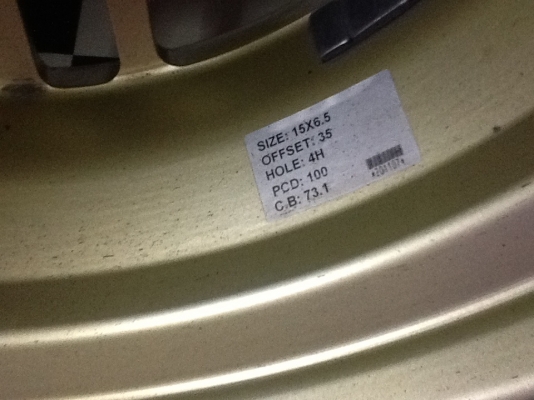 SIZE: 15X6.5
OFFSET: 35
HOLE: 4H
PCD: 100
C.B: 73.1